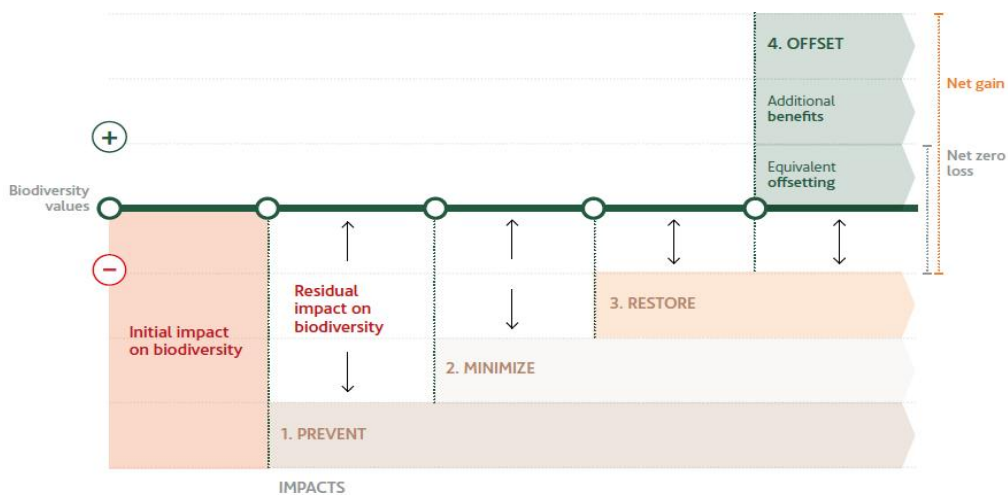 4. OFFSET
Net gain
Additional
benefits
+
Equivalent
offsetting
Net zero
loss
Biodiversity
values
−
Initial impact
on biodiversity
Residual
impact on
biodiversity
3. RESTORE
2. MINIMIZE
1. PREVENT
IMPACTS